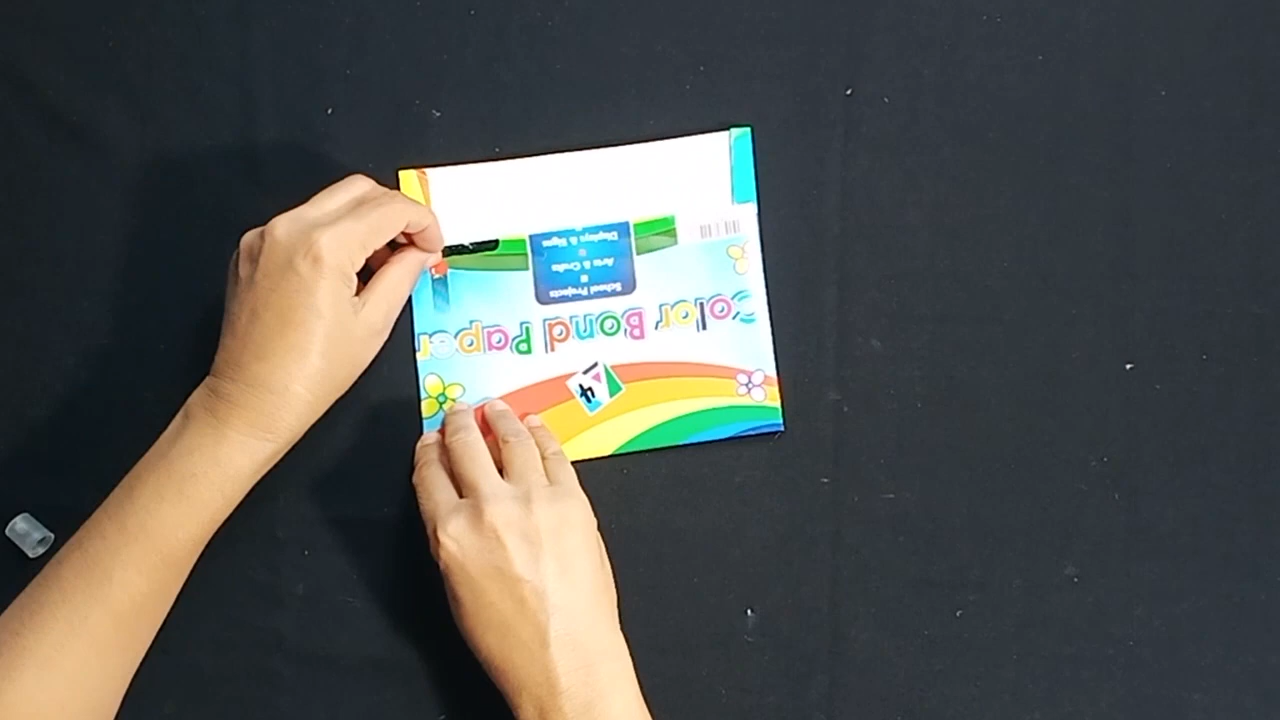 Color Bond Paper
School Projects
Arts & Crafts
Displays & Signs